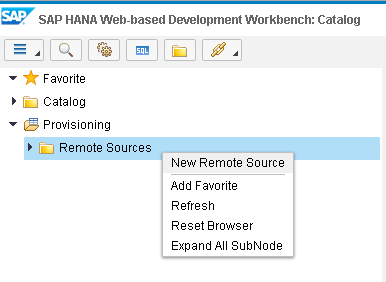 SAP SAP HANA Web-based Development Workbench: Catalog
SQL
Favorite
Catalog
Provisioning
Remote Sources
New Remote Source
Add Favorite
Refresh
Reset Browser
Expand All SubNode